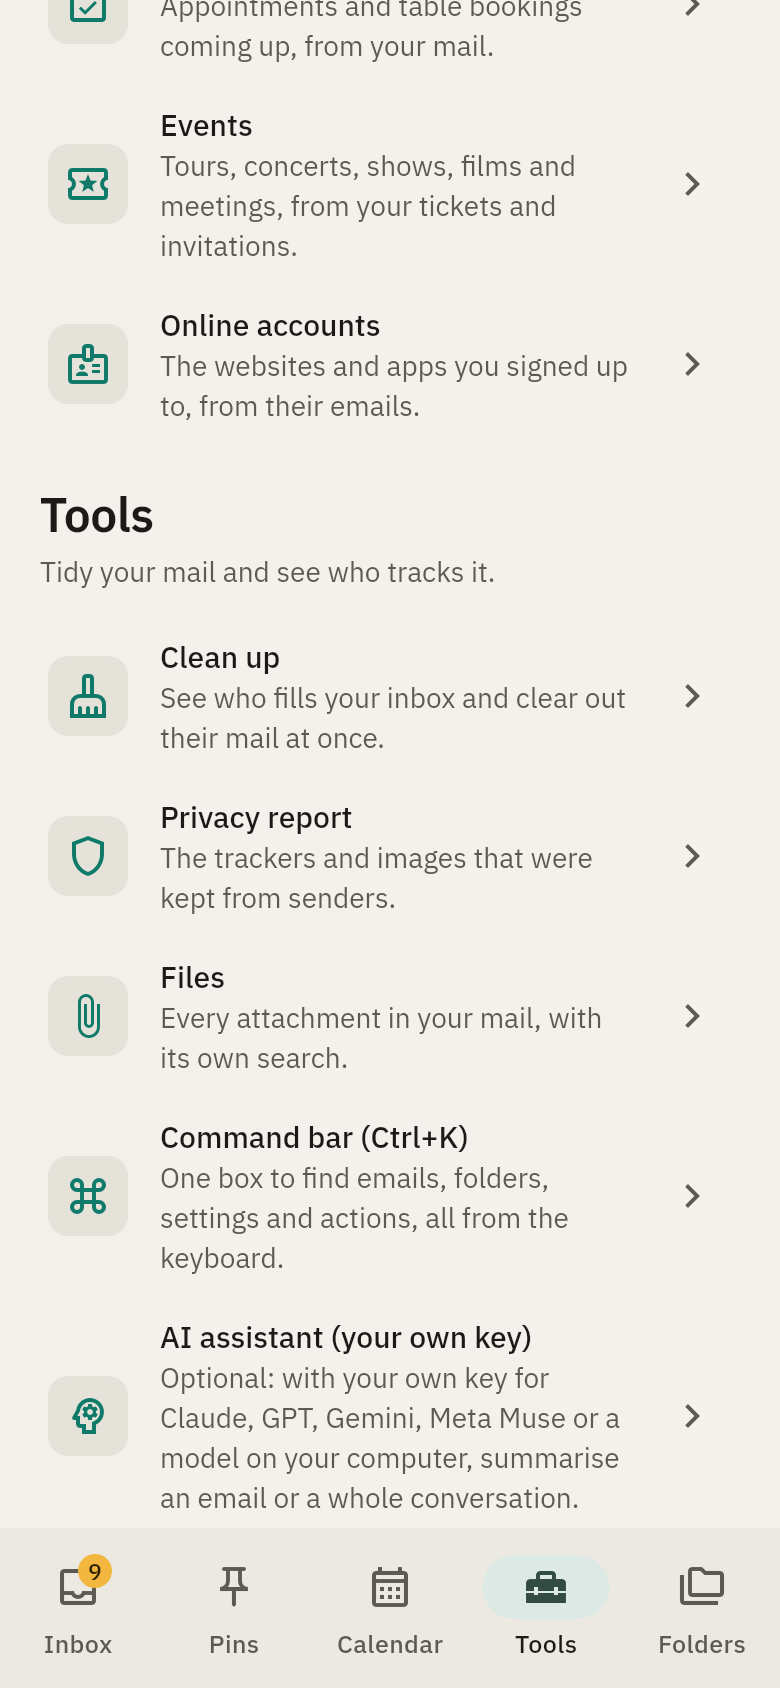 Appointments and table bookings
coming up, from your mail.
Events
Tours, concerts, shows, films and
meetings, from your tickets and
invitations.
Online accounts
The websites and apps you signed up
to, from their emails.
Tools
Tidy your mail and see who tracks it.
Clean up
See who fills your inbox and clear out
their mail at once.
Privacy report
The trackers and images that were
kept from senders.
Files
Every attachment in your mail, with
its own search.
Command bar (Ctrl+K)
One box to find emails, folders,
settings and actions, all from the
keyboard.
AI assistant (your own key)
Optional: with your own key for
Claude, GPT, Gemini, Meta Muse or a
model on your computer, summarise
an email or a whole conversation.
9
Inbox
Pins
Calendar
Tools
Folders